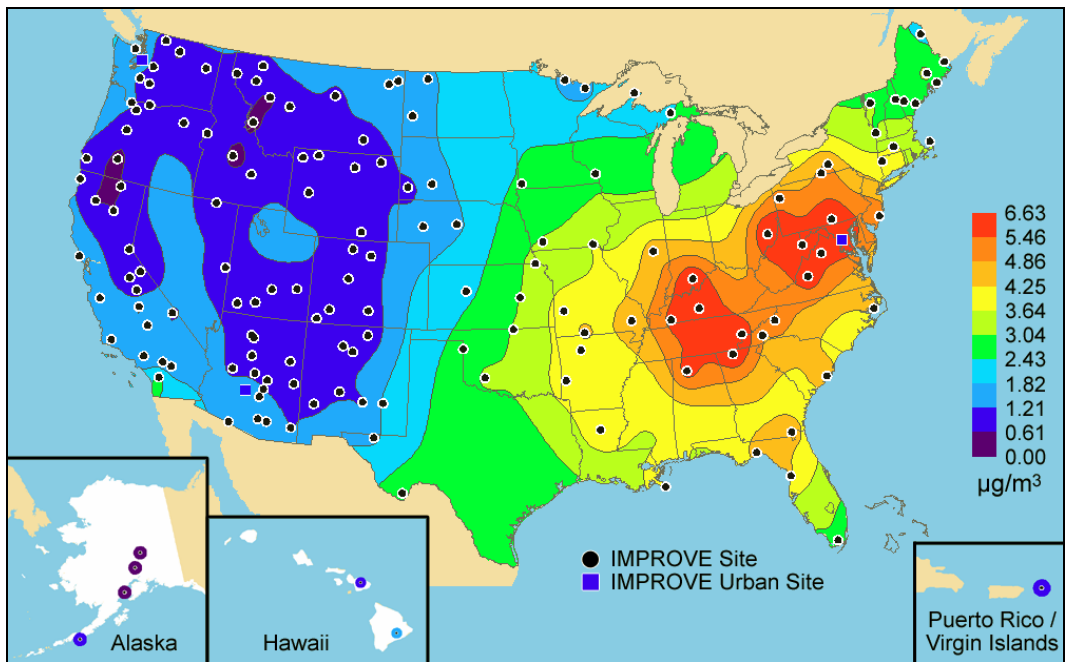 6.63
5.46
4.86
4.25
3.64
3.04
2.43
1.82
1.21
0.61
0.00
µg/m³
IMPROVE Site
IMPROVE Urban Site
Alaska
Hawaii
Puerto Rico /
Virgin Islands